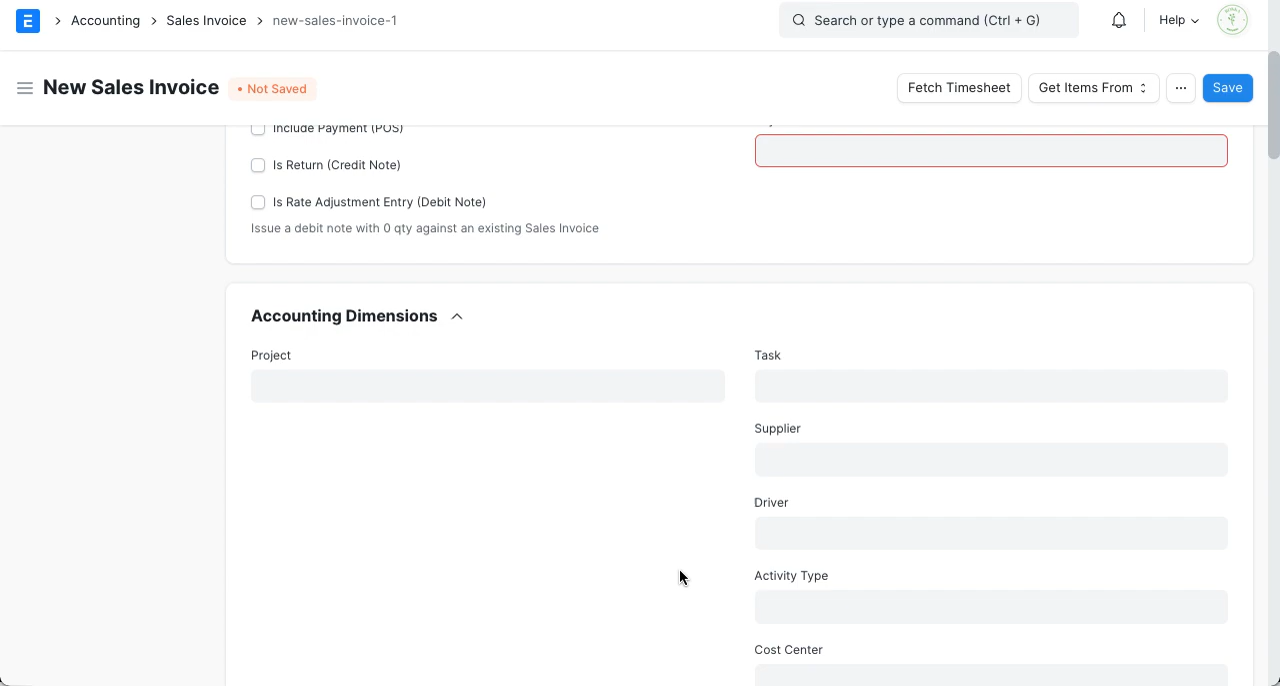 E
Accounting
Sales Invoice
new-sales-invoice-1
Search or type a command (Ctrl + G)
Help
New Sales Invoice
• Not Saved
Fetch Timesheet
Get Items From
···
Save
Include Payment (POS)
Is Return (Credit Note)
Is Rate Adjustment Entry (Debit Note)
Issue a debit note with 0 qty against an existing Sales Invoice
Accounting Dimensions
Project
Task
Supplier
Driver
Activity Type
Cost Center